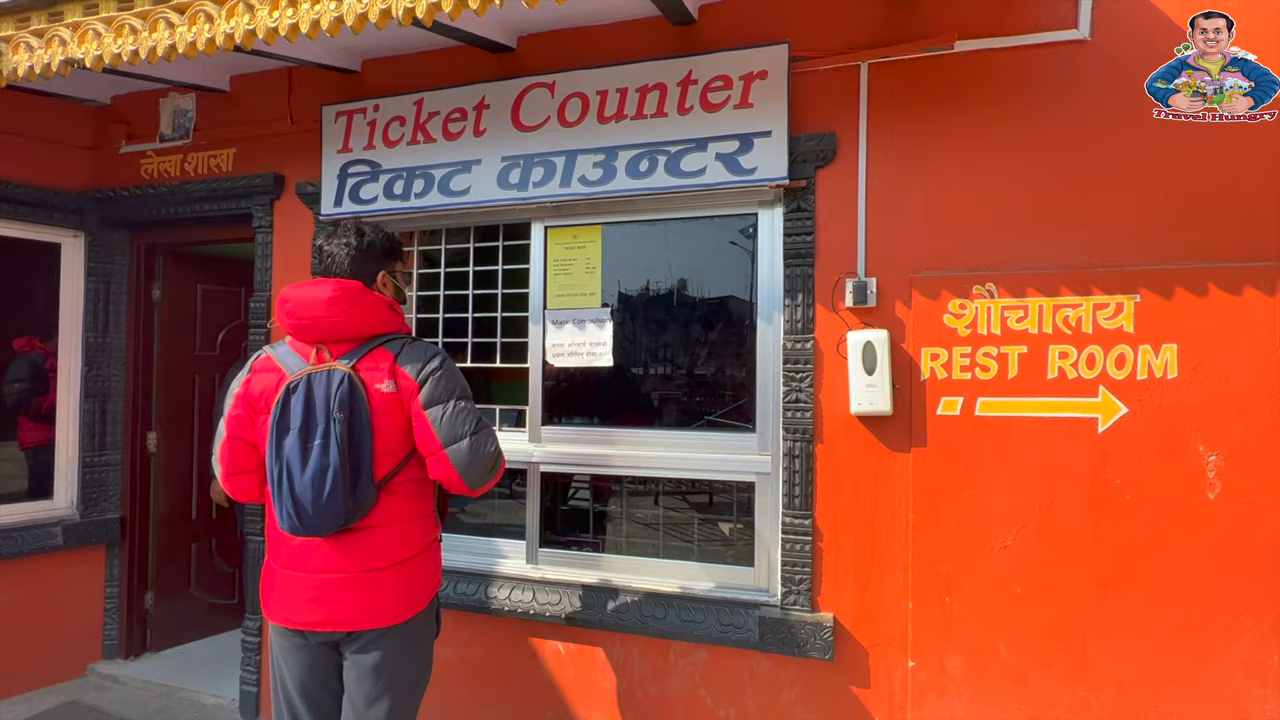 Ticket Counter
टिकट काउन्टर
लेखा शाखा
TICKET RATE
Mask Compulsory
शौचालय
REST ROOM
Travel Hungry